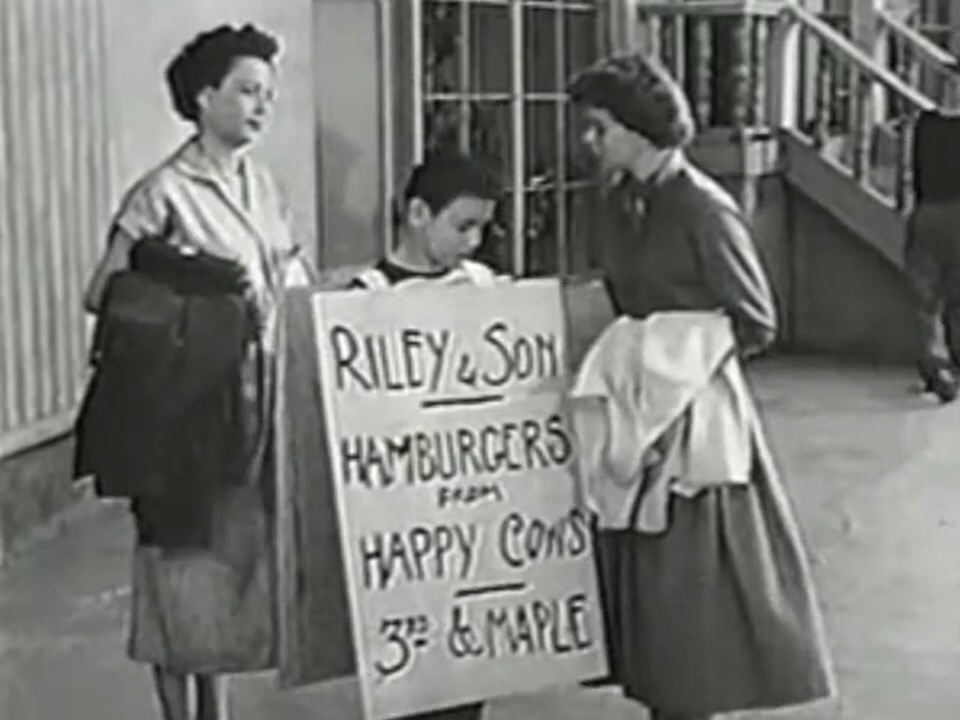 RILEY & SON
HAMBURGERS
FROM
HAPPY COWS
3RD & MAPLE